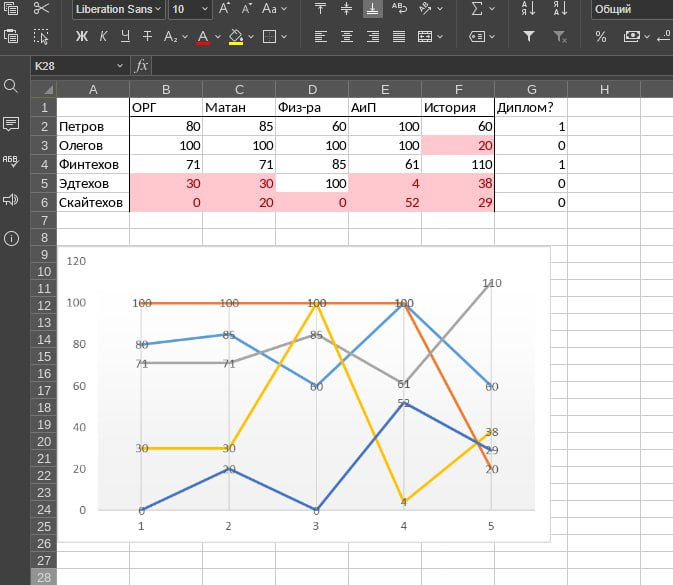 Liberation Sans 10 Aa Σ А Я Я А Общий
Ж К Ч Т A₂ A %
K28 fx
A B C D E F G H
1 ОРГ Матан Физ-ра АиП История Диплом?
2 Петров 80 85 60 100 60 1
3 Олегов 100 100 100 100 20 0
4 Финтехов 71 71 85 61 110 1
5 Эдтехов 30 30 100 4 38 0
6 Скайтехов 0 20 0 52 29 0
7
8
9
10
11
12
13
14
15
16
17
18
19
20
21
22
23
24
25
26
27
28
АБВ
120
110
100 100 100 100 100
80 80 85 85
71 71
60 60 61 60
52
40
38
30 30 29
20 20 20
4
0 0 0
1 2 3 4 5